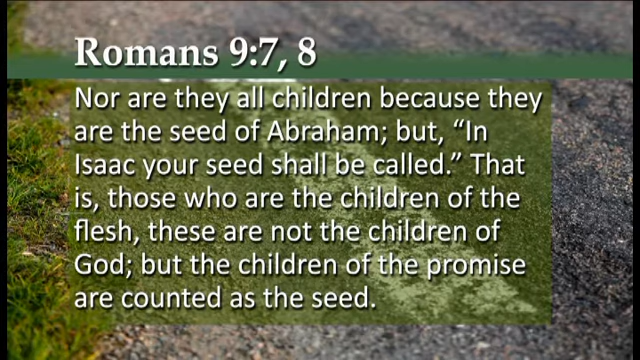 Romans 9:7, 8
Nor are they all children because they
are the seed of Abraham; but, “In
Isaac your seed shall be called.” That
is, those who are the children of the
flesh, these are not the children of
God; but the children of the promise
are counted as the seed.